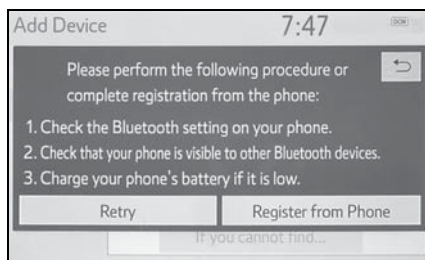 Add Device
7:47
DCM
Please perform the following procedure or
complete registration from the phone:
1. Check the Bluetooth setting on your phone.
2. Check that your phone is visible to other Bluetooth devices.
3. Charge your phone's battery if it is low.
Retry
Register from Phone
If you cannot find...